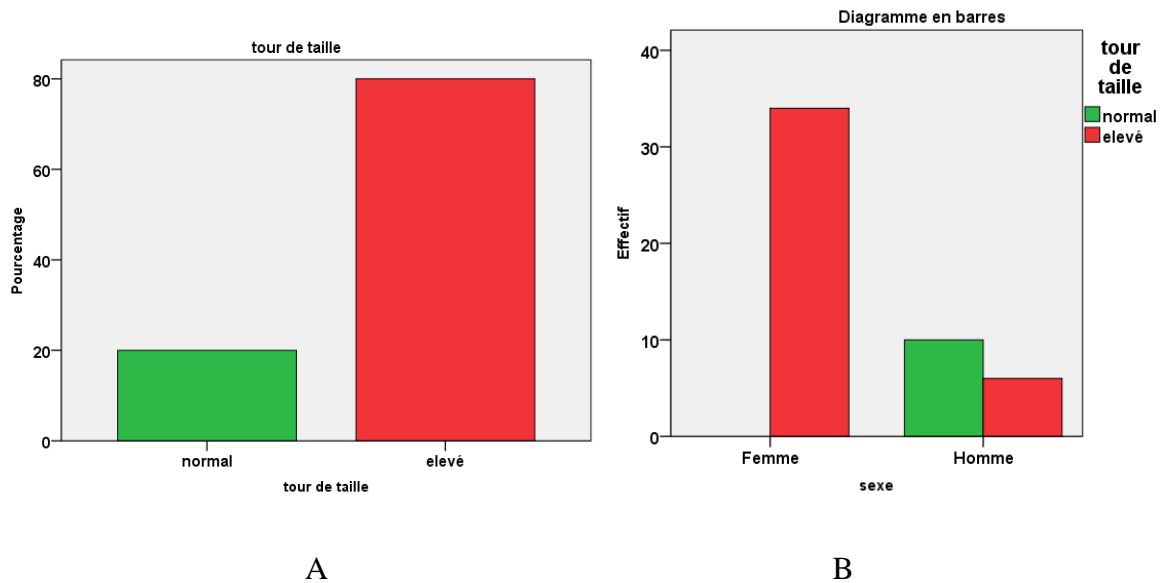 tour de taille
80
60
40
20
0
Pourcentage
normal elevé
tour de taille
A
Diagramme en barres
40
30
20
10
0
Effectif
Femme Homme
sexe
tour
de
taille
normal
elevé
B